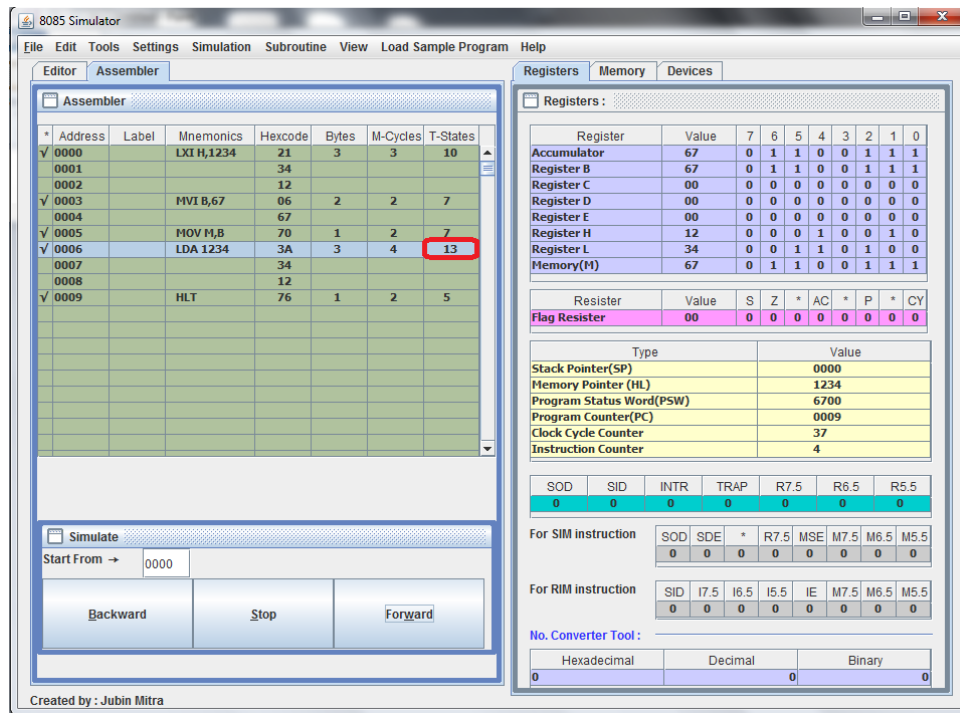 8085 Simulator
File Edit Tools Settings Simulation Subroutine View Load Sample Program Help
Editor Assembler
Assembler
* Address Label Mnemonics Hexcode Bytes M-Cycles T-States
√ 0000 LXI H,1234 21 3 3 10
0001 34
0002 12
√ 0003 MVI B,67 06 2 2 7
0004 67
√ 0005 MOV M,B 70 1 2 7
√ 0006 LDA 1234 3A 3 4 13
0007 34
0008 12
√ 0009 HLT 76 1 2 5
Simulate
Start From → 0000
Backward Stop Forward
Created by : Jubin Mitra
Registers Memory Devices
Registers :
Register Value 7 6 5 4 3 2 1 0
Accumulator 67 0 1 1 0 0 1 1 1
Register B 67 0 1 1 0 0 1 1 1
Register C 00 0 0 0 0 0 0 0 0
Register D 00 0 0 0 0 0 0 0 0
Register E 00 0 0 0 0 0 0 0 0
Register H 12 0 0 0 1 0 0 1 0
Register L 34 0 0 1 1 0 1 0 0
Memory(M) 67 0 1 1 0 0 1 1 1
Resister Value S Z * AC * P * CY
Flag Resister 00 0 0 0 0 0 0 0 0
Type Value
Stack Pointer(SP) 0000
Memory Pointer (HL) 1234
Program Status Word(PSW) 6700
Program Counter(PC) 0009
Clock Cycle Counter 37
Instruction Counter 4
SOD SID INTR TRAP R7.5 R6.5 R5.5
0 0 0 0 0 0 0
For SIM instruction SOD SDE * R7.5 MSE M7.5 M6.5 M5.5
0 0 0 0 0 0 0 0
For RIM instruction SID I7.5 I6.5 I5.5 IE M7.5 M6.5 M5.5
0 0 0 0 0 0 0 0
No. Converter Tool :
Hexadecimal Decimal Binary
0 0 0